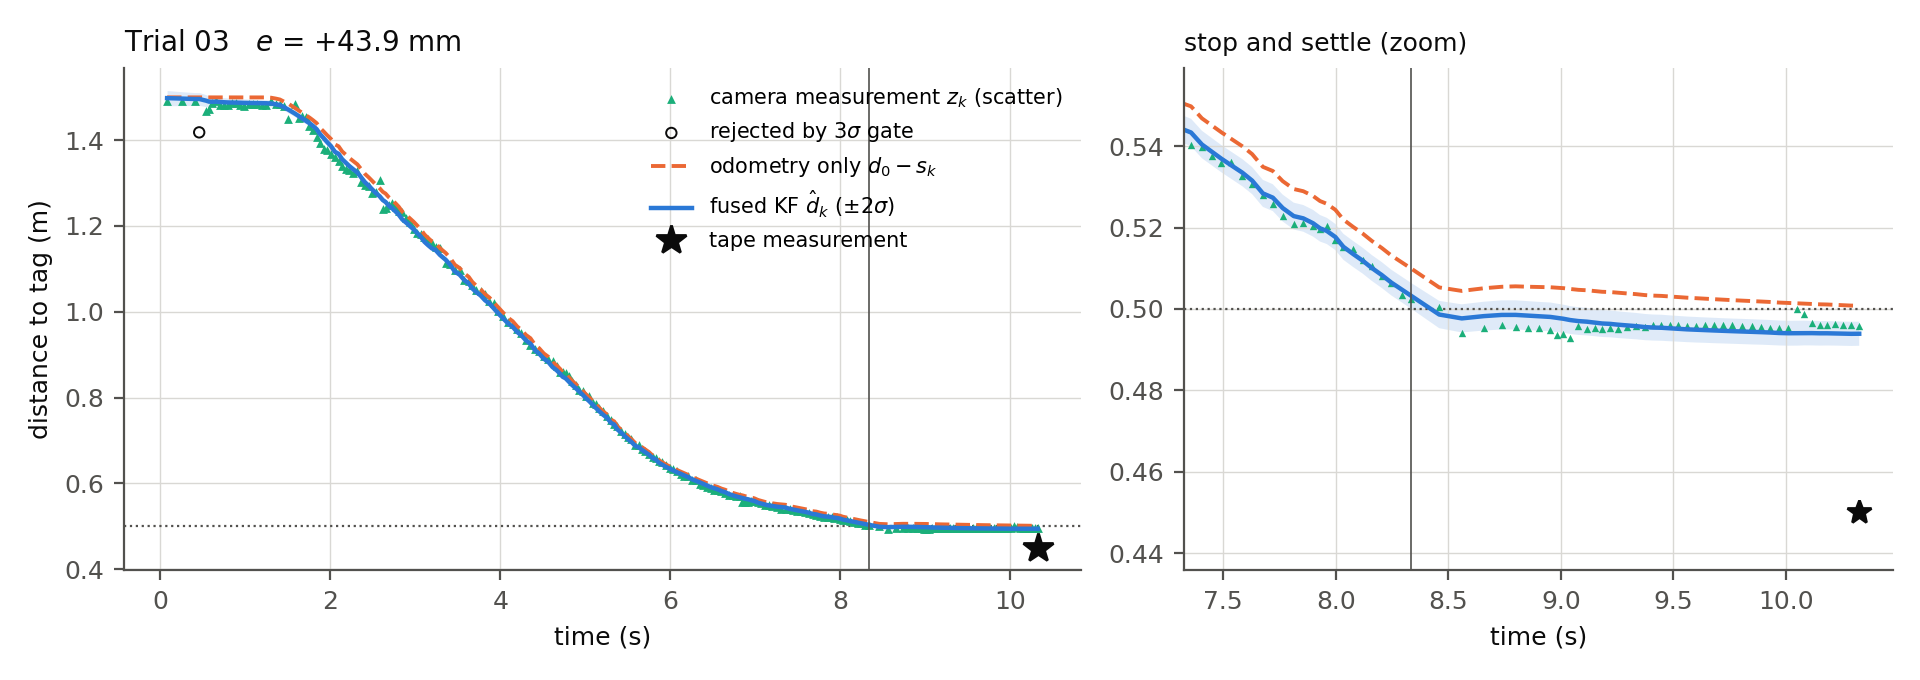 Trial 03 e = +43.9 mm
camera measurement z_k (scatter)
rejected by 3σ gate
odometry only d_0 − s_k
fused KF d̂_k (±2σ)
tape measurement
distance to tag (m)
1.4
1.2
1.0
0.8
0.6
0.4
0 2 4 6 8 10
time (s)
stop and settle (zoom)
0.54
0.52
0.50
0.48
0.46
0.44
7.5 8.0 8.5 9.0 9.5 10.0
time (s)